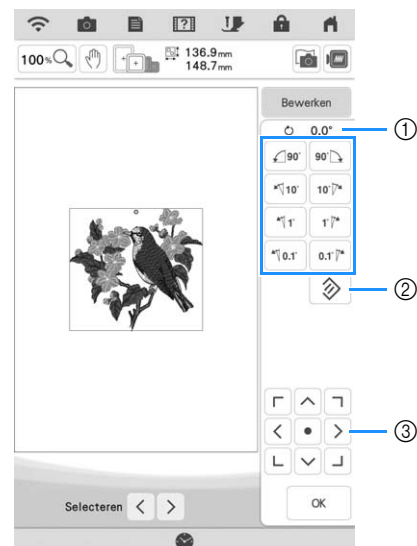 100%
136.9mm
148.7mm
Bewerken
0.0°
①
90° 90°
10° 10°
1° 1°
0.1° 0.1°
②
③
Selecteren
OK